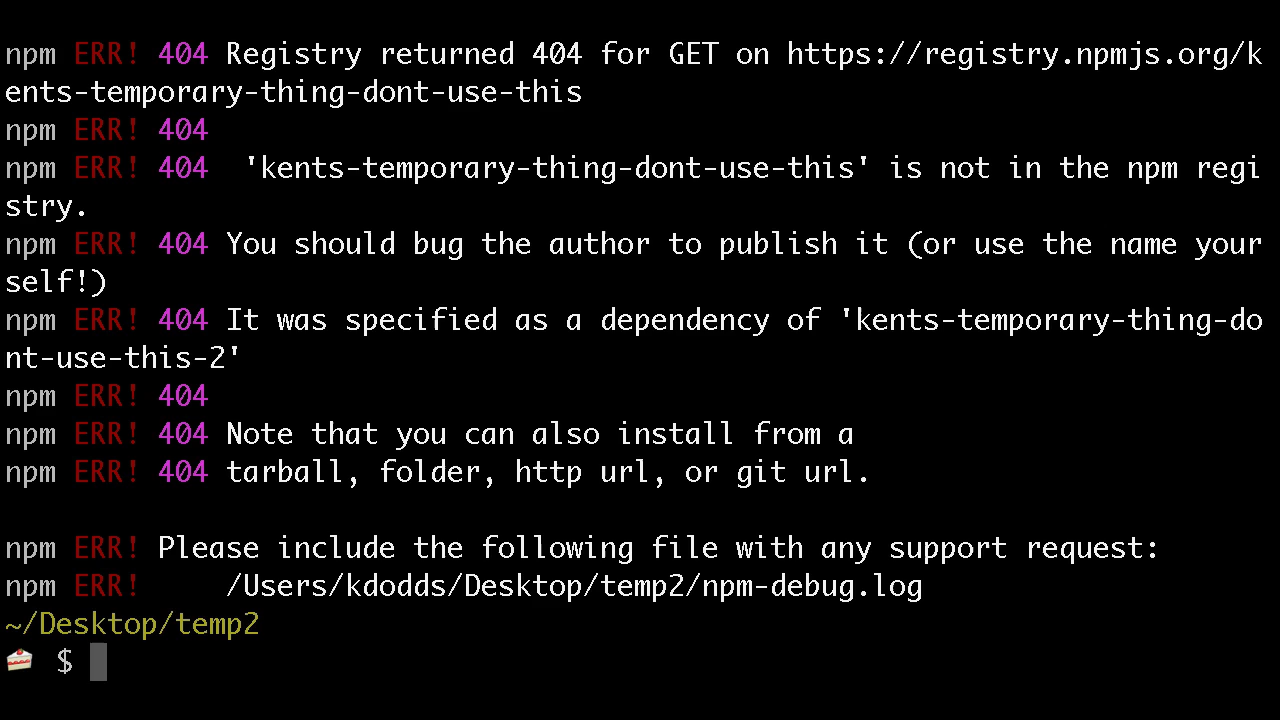 npm ERR! 404 Registry returned 404 for GET on https://registry.npmjs.org/k
ents-temporary-thing-dont-use-this
npm ERR! 404
npm ERR! 404  'kents-temporary-thing-dont-use-this' is not in the npm regi
stry.
npm ERR! 404 You should bug the author to publish it (or use the name your
self!)
npm ERR! 404 It was specified as a dependency of 'kents-temporary-thing-do
nt-use-this-2'
npm ERR! 404
npm ERR! 404 Note that you can also install from a
npm ERR! 404 tarball, folder, http url, or git url.
npm ERR! Please include the following file with any support request:
npm ERR!     /Users/kdodds/Desktop/temp2/npm-debug.log
~/Desktop/temp2
🍰 $